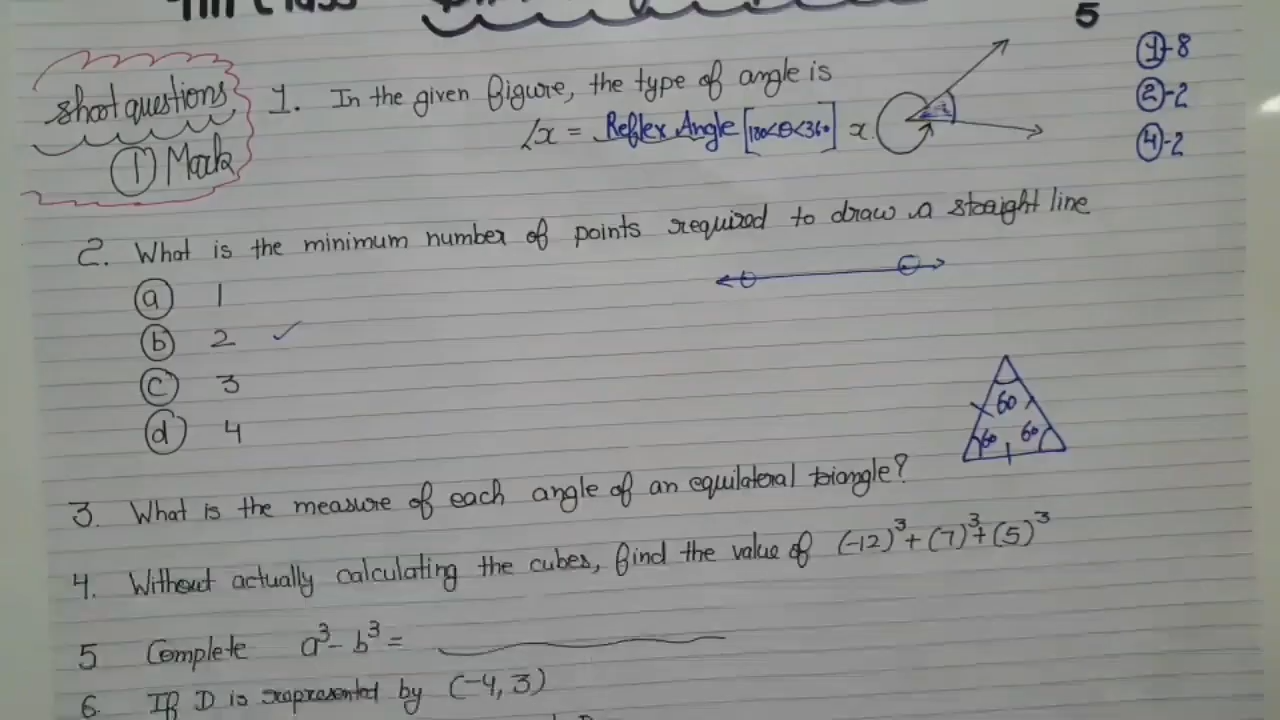 5
Short questions
① Mark
1. In the given figure, the type of angle is
∠x = Reflex Angle [180<θ<360] x
①-8
②-2
④-2
2. What is the minimum number of points required to draw a straight line
ⓐ 1
ⓑ 2 ✓
ⓒ 3
ⓓ 4
60
60 60
3. What is the measure of each angle of an equilateral triangle?
4. Without actually calculating the cubes, find the value of (-12)³+(7)³+(5)³
5 Complete a³-b³=
6. If D is represented by (-4, 3)